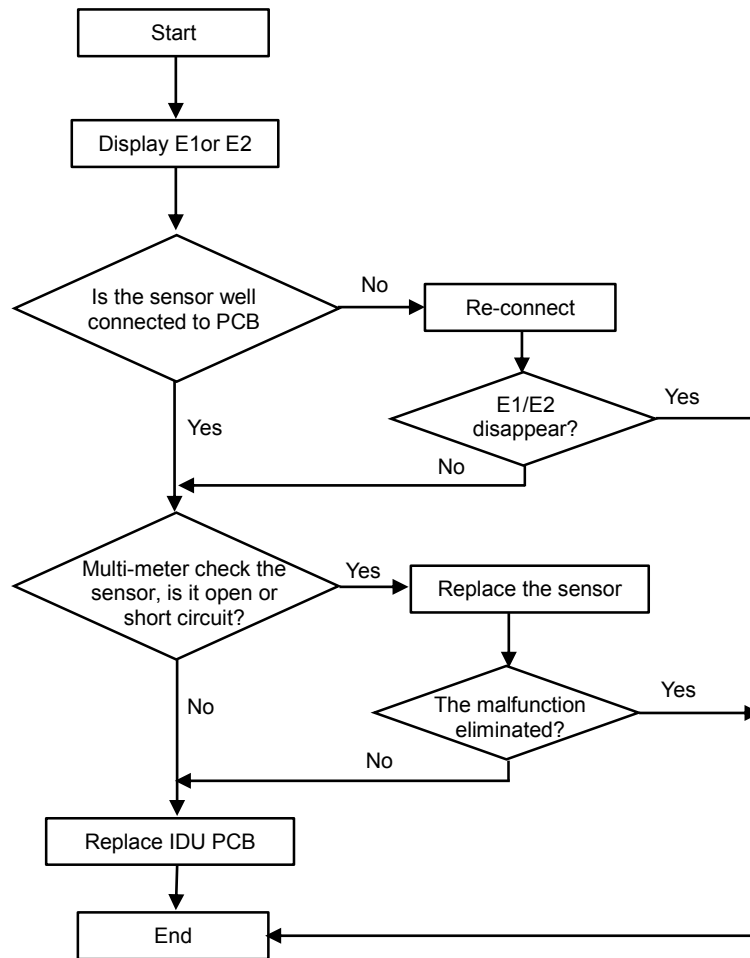 Start
Display E1or E2
Is the sensor well
connected to PCB
No
Re-connect
E1/E2
disappear?
Yes
Yes
No
Multi-meter check the
sensor, is it open or
short circuit?
Yes
Replace the sensor
The malfunction
eliminated?
Yes
No
No
Replace IDU PCB
End